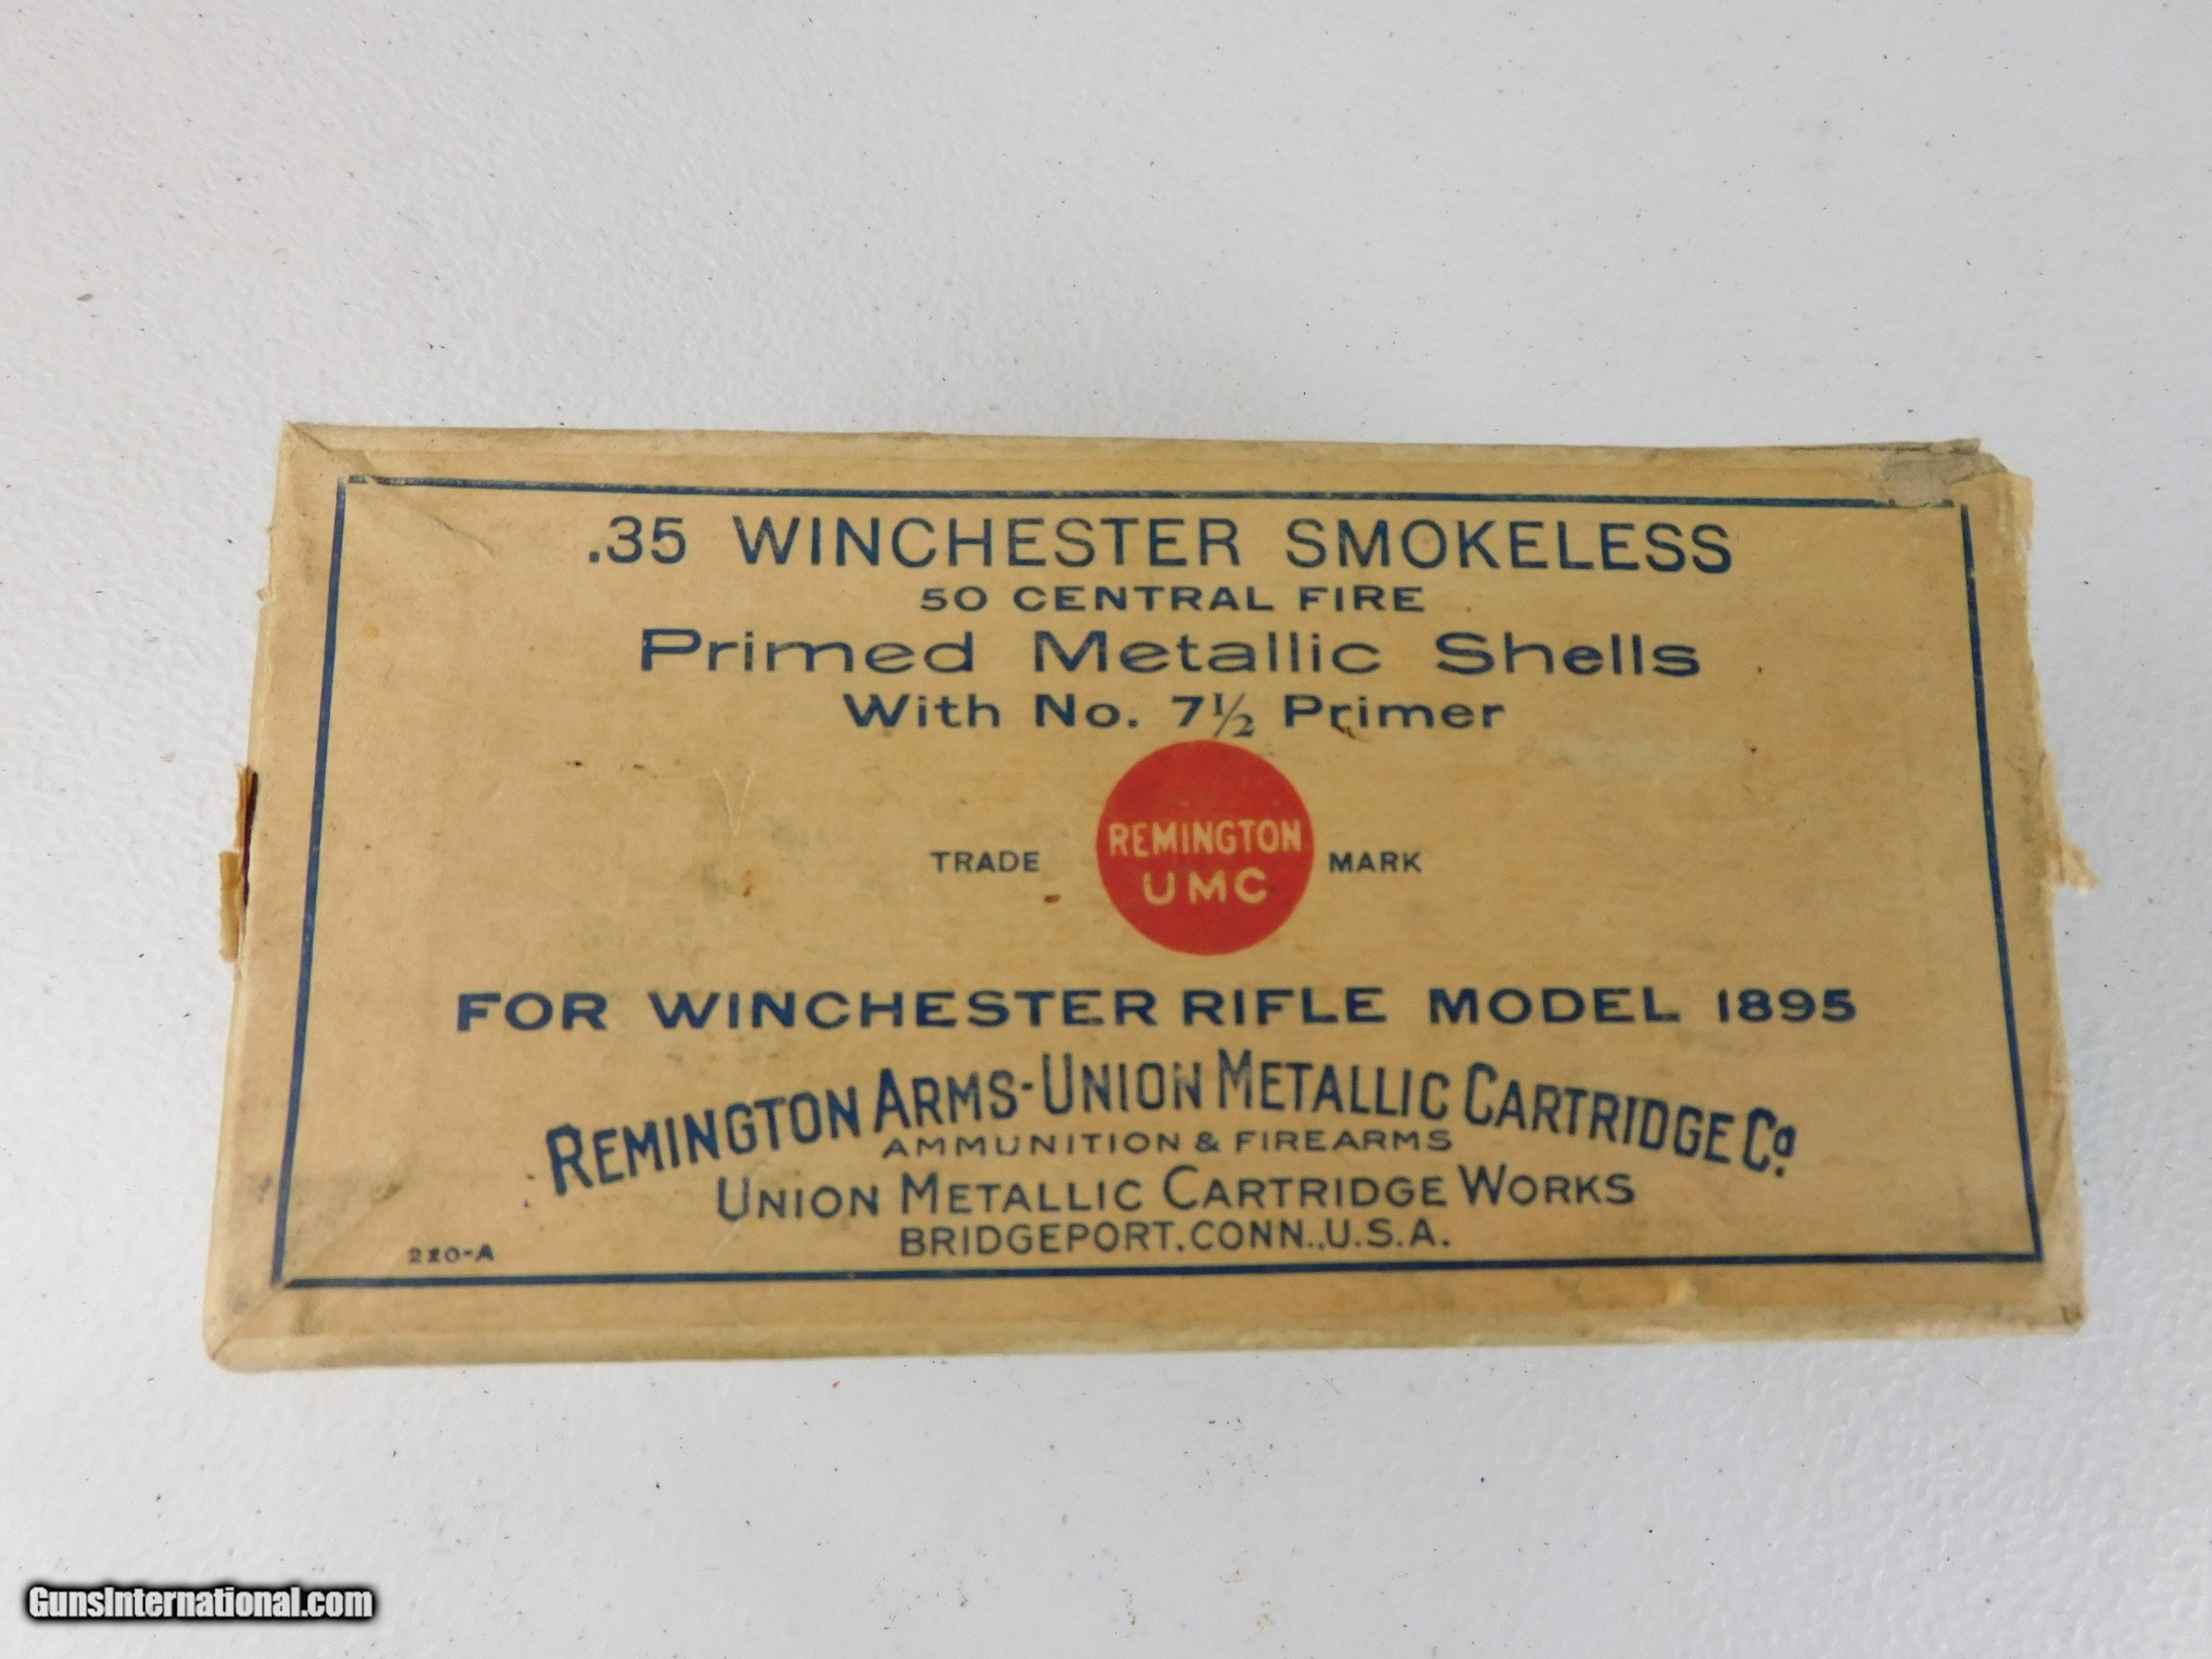 .35 WINCHESTER SMOKELESS
50 CENTRAL FIRE
Primed Metallic Shells
With No. 7½ Primer
TRADE REMINGTON UMC MARK
FOR WINCHESTER RIFLE MODEL 1895
REMINGTON ARMS-UNION METALLIC CARTRIDGE Co.
AMMUNITION & FIREARMS
UNION METALLIC CARTRIDGE WORKS
BRIDGEPORT, CONN., U.S.A.
220-A
GunsInternational.com